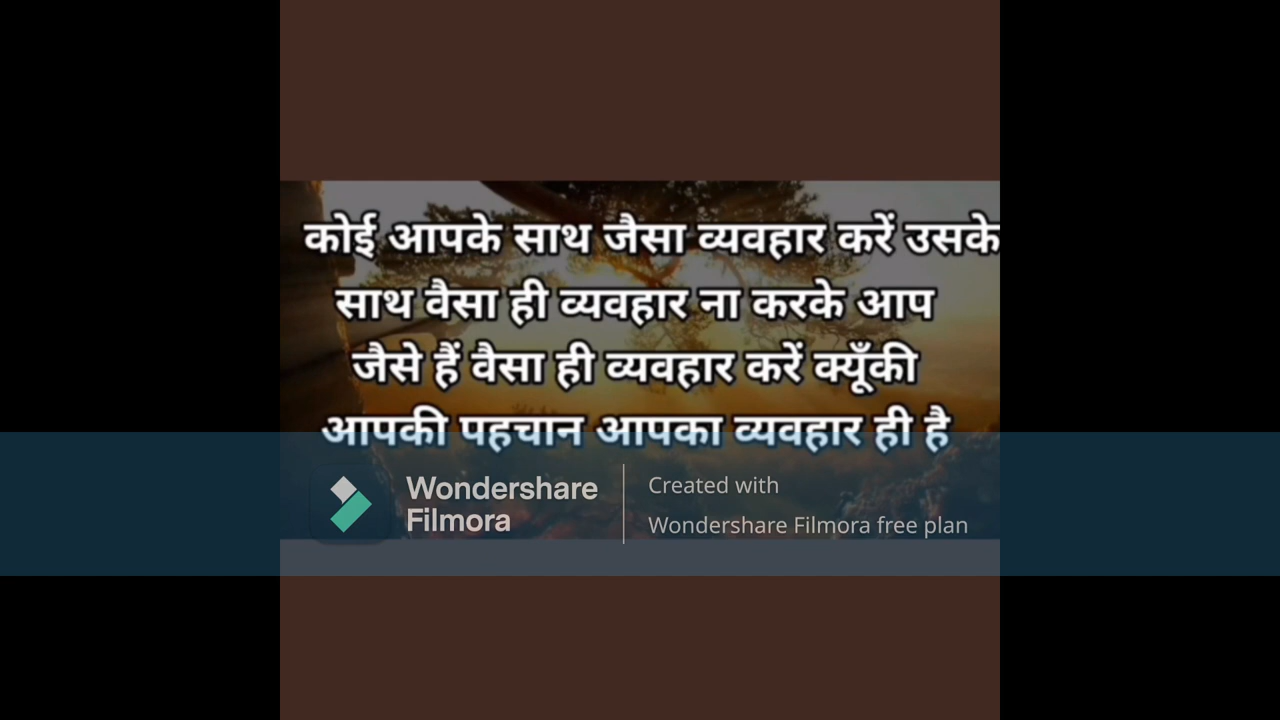 कोई आपके साथ जैसा व्यवहार करें उसके
साथ वैसा ही व्यवहार ना करके आप
जैसे हैं वैसा ही व्यवहार करें क्यूँकी
आपकी पहचान आपका व्यवहार ही है
Wondershare
Filmora
Created with
Wondershare Filmora free plan